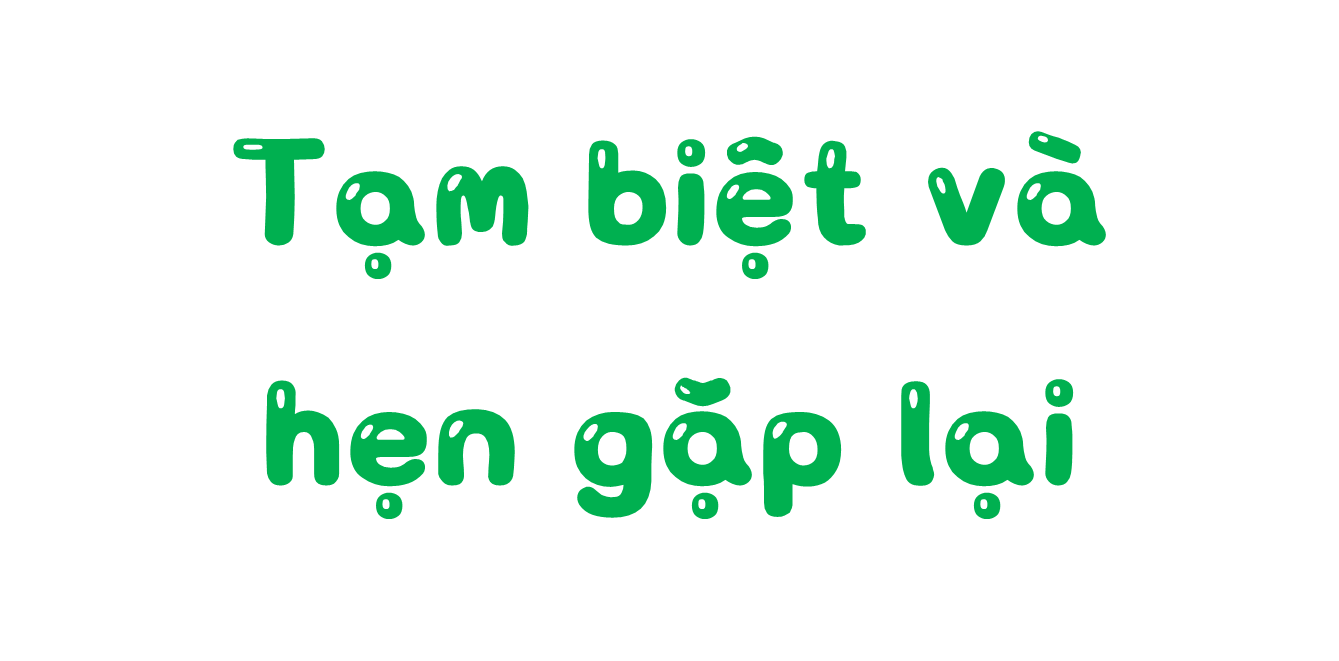 Tạm biệt và
hẹn gặp lại